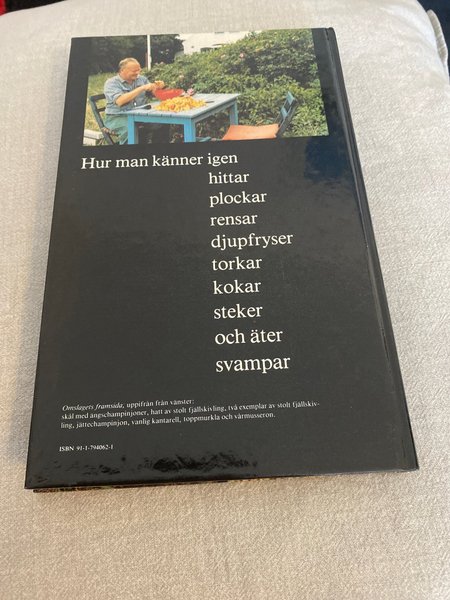 Hur man känner igen
hittar
plockar
rensar
djupfryser
torkar
kokar
steker
och äter
svampar
Omslagets framsida, uppifrån från vänster:
skål med ängschampinjoner, hatt av stolt fjällskivling, två exemplar av stolt fjällskiv-
ling, jättechampinjon, vanlig kantarell, toppmurkla och vårmusseron.
ISBN 91-1-794062-1